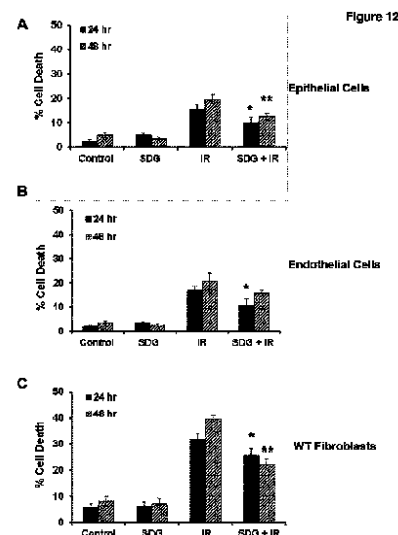 Figure 12
A
24 hr
48 hr
% Cell Death
50
40
30
20
10
0
Control SDG IR SDG + IR
* **
Epithelial Cells
B
24 hr
48 hr
% Cell Death
50
40
30
20
10
0
Control SDG IR SDG + IR
*
Endothelial Cells
C
24 hr
48 hr
% Cell Death
50
40
30
20
10
0
Control SDG IR SDG + IR
*
**
WT Fibroblasts